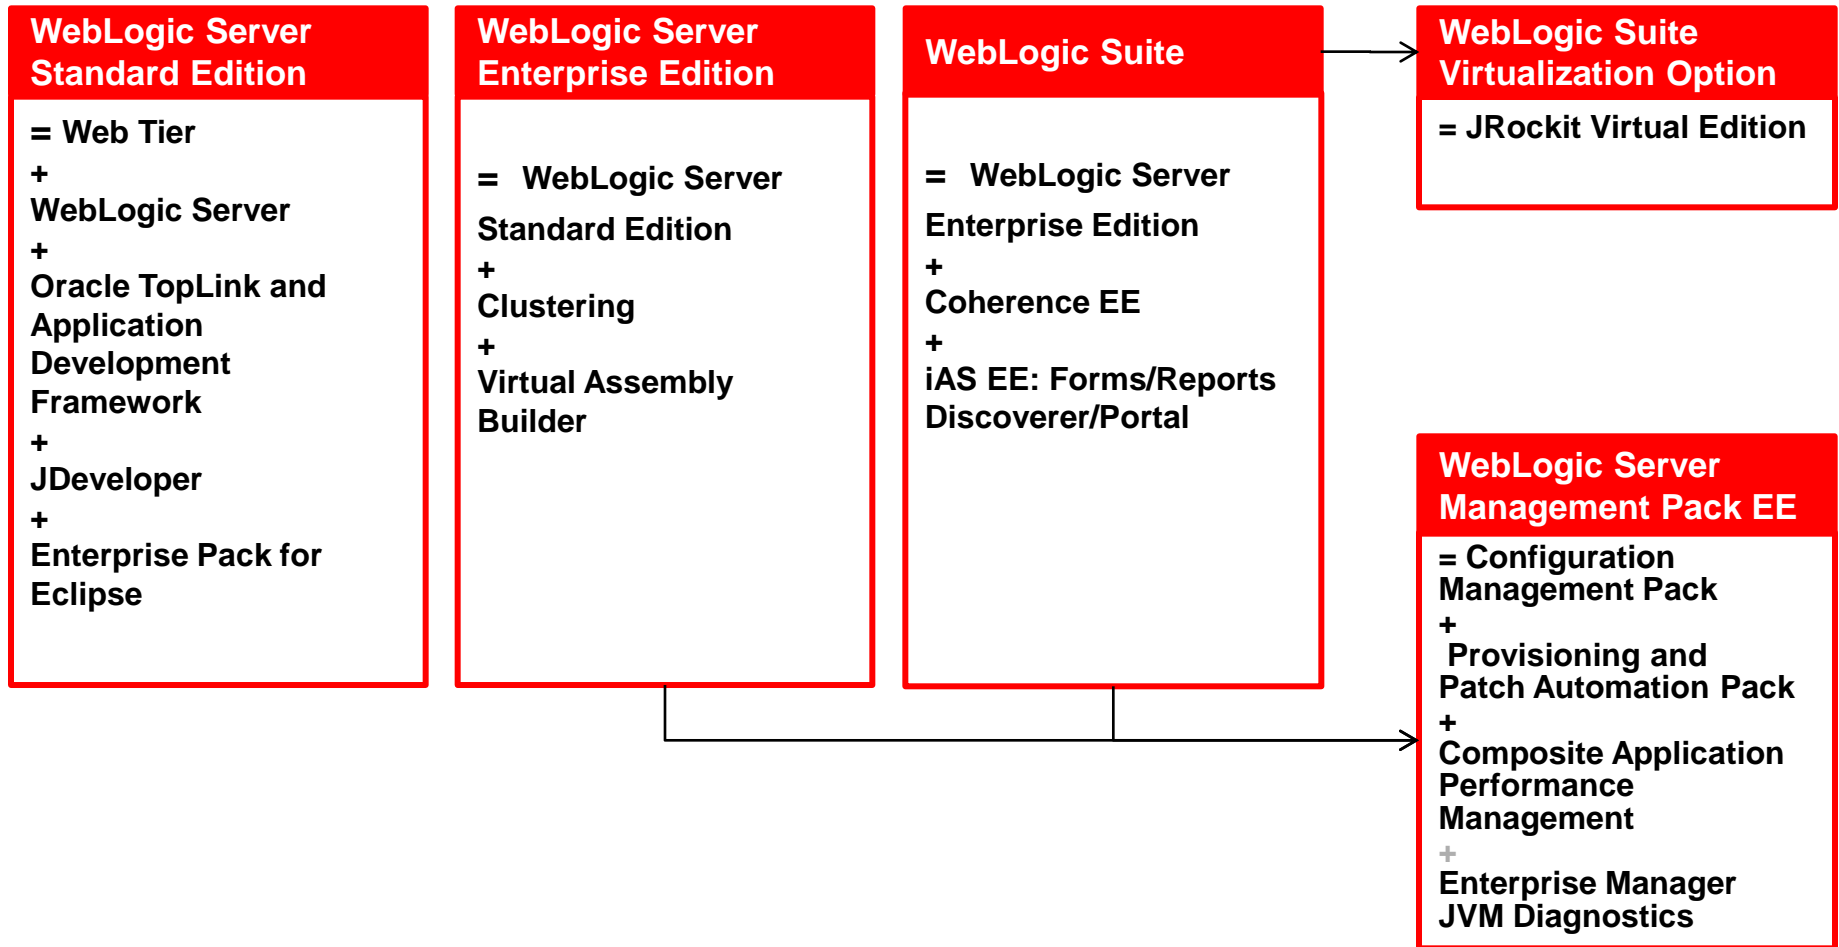 WebLogic Server
Standard Edition
= Web Tier
+
WebLogic Server
+
Oracle TopLink and
Application
Development
Framework
+
JDeveloper
+
Enterprise Pack for
Eclipse
WebLogic Server
Enterprise Edition
= WebLogic Server
Standard Edition
+
Clustering
+
Virtual Assembly
Builder
WebLogic Suite
= WebLogic Server
Enterprise Edition
+
Coherence EE
+
iAS EE: Forms/Reports
Discoverer/Portal
WebLogic Suite
Virtualization Option
= JRockit Virtual Edition
WebLogic Server
Management Pack EE
= Configuration
Management Pack
+
Provisioning and
Patch Automation Pack
+
Composite Application
Performance
Management
+
Enterprise Manager
JVM Diagnostics